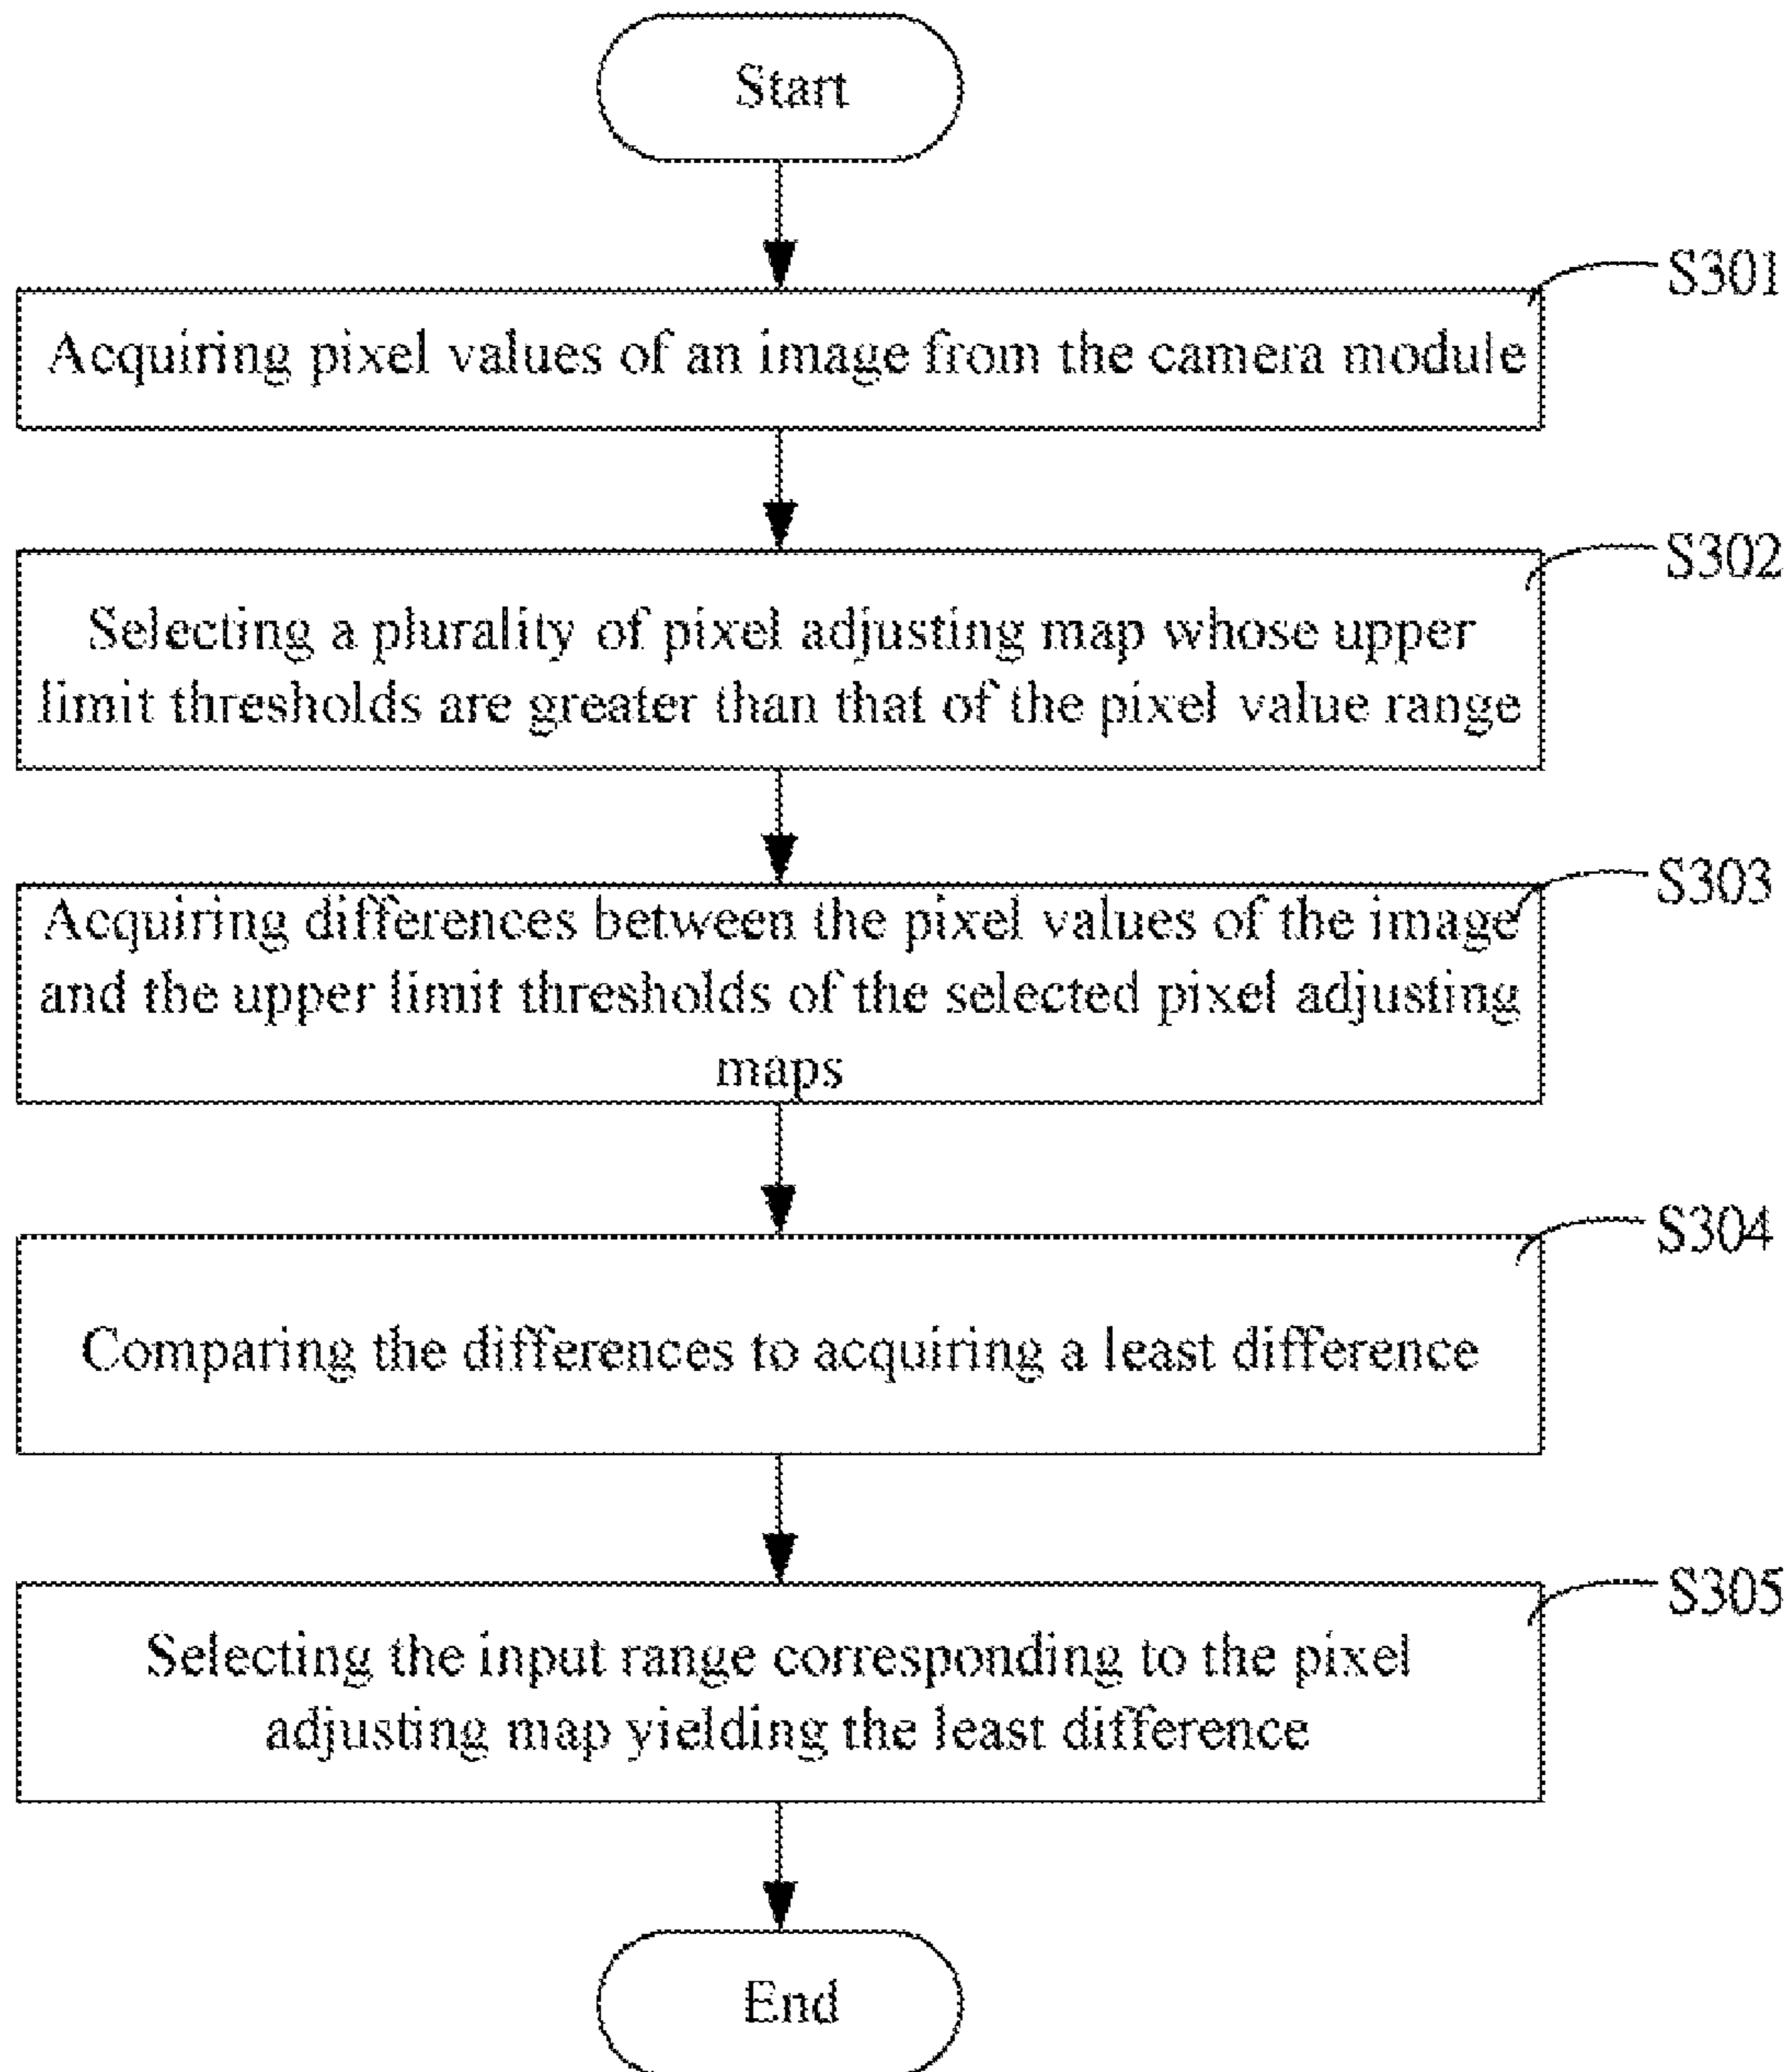 Start
S301
Acquiring pixel values of an image from the camera module
S302
Selecting a plurality of pixel adjusting map whose upper
limit thresholds are greater than that of the pixel value range
S303
Acquiring differences between the pixel values of the image
and the upper limit thresholds of the selected pixel adjusting
maps
S304
Comparing the differences to acquiring a least difference
S305
Selecting the input range corresponding to the pixel
adjusting map yielding the least difference
End